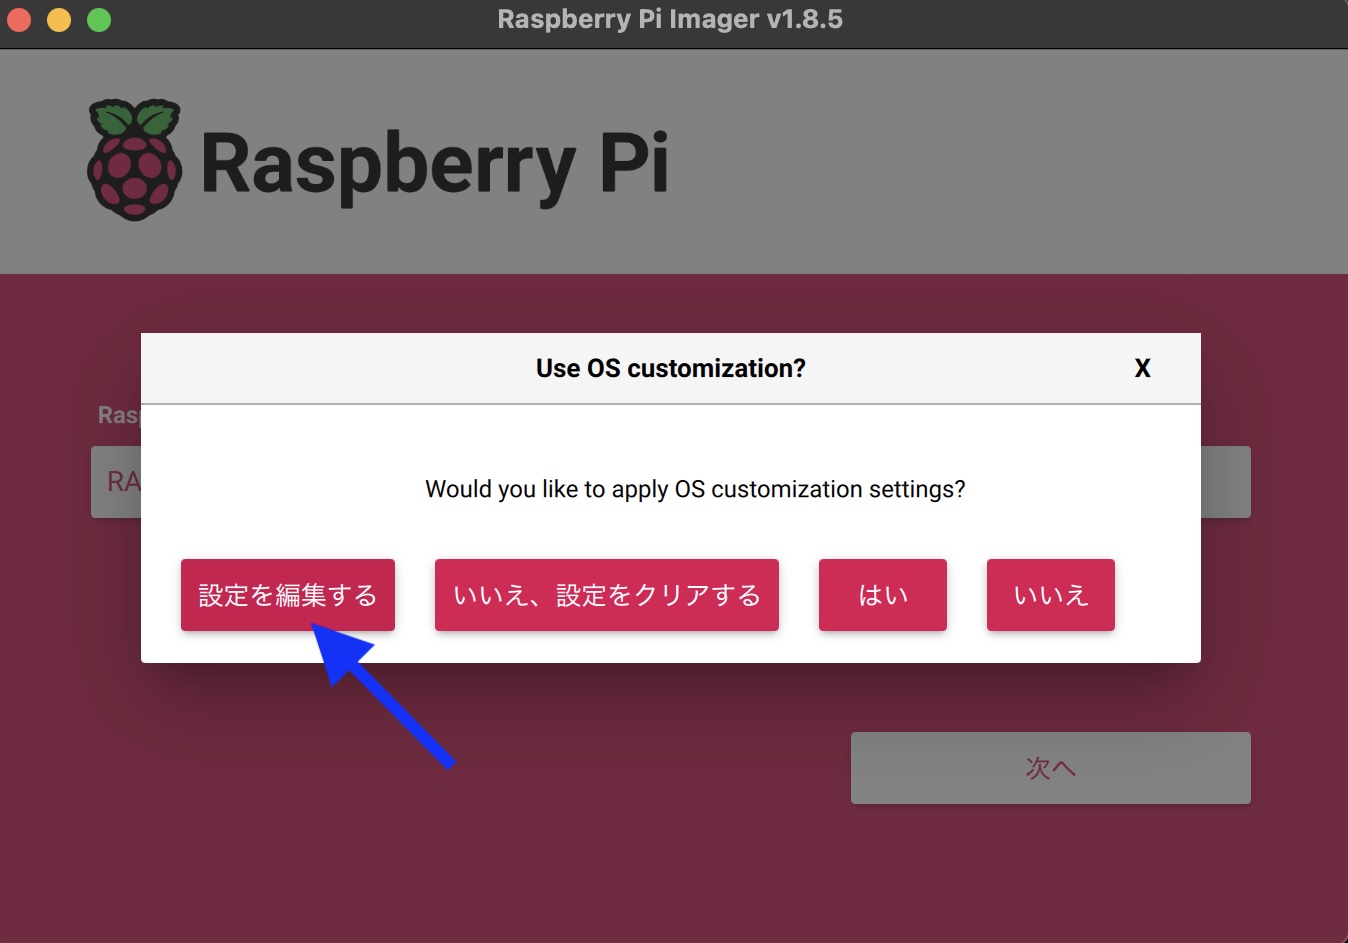 Raspberry Pi Imager v1.8.5
Raspberry Pi
Use OS customization?
X
Would you like to apply OS customization settings?
設定を編集する
いいえ、設定をクリアする
はい
いいえ
次へ